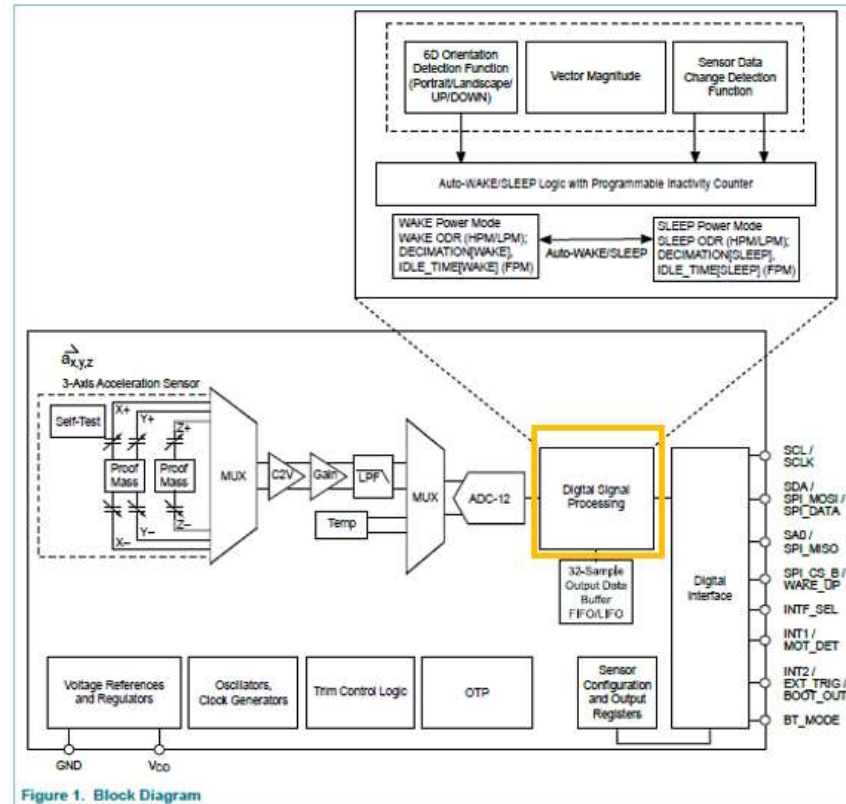 6D Orientation
Detection Function
(Portrait/Landscape/
UP/DOWN)
Vector Magnitude
Sensor Data
Change Detection
Function
Auto-WAKE/SLEEP Logic with Programmable Inactivity Counter
WAKE Power Mode
WAKE ODR (HPM/LPM);
DECIMATION[WAKE],
IDLE_TIME[WAKE] (FPM)
Auto-WAKE/SLEEP
SLEEP Power Mode
SLEEP ODR (HPM/LPM);
DECIMATION[SLEEP],
IDLE_TIME[SLEEP] (FPM)
a x,y,z
3-Axis Acceleration Sensor
Self-Test
X+
Y+
Z+
Proof
Mass
Proof
Mass
X−
Y−
Z−
MUX
C2V
Gain
LPF
Temp
MUX
ADC-12
Digital Signal
Processing
32-Sample
Output Data
Buffer
FIFO/LIFO
Digital
Interface
SCL /
SCLK
SDA /
SPI_MOSI /
SPI_DATA
SA0 /
SPI_MISO
SPI_CS_B /
WAKE_UP
INTF_SEL
INT1 /
MOT_DET
INT2 /
EXT_TRIG /
BOOT_OUT
BT_MODE
Voltage References
and Regulators
Oscillators,
Clock Generators
Trim Control Logic
OTP
Sensor
Configuration
and Output
Registers
GND
VDD
Figure 1. Block Diagram